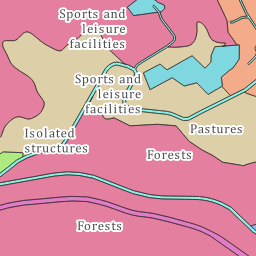 Sports and
leisure
facilities
Sports and
leisure
facilities
Pastures
Isolated
structures
Forests
Forests